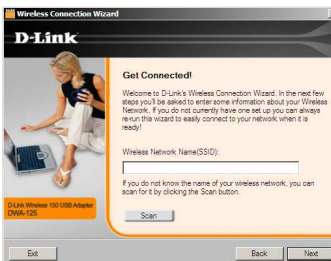 Wireless Connection Wizard
D-Link
Get Connected!
Welcome to D-Link's Wireless Connection Wizard. In the next few
steps you'll be asked to enter some information about your Wireless
Network. If you do not currently have one set up you can always
re-run this wizard to easily connect to your network when it is
ready!
Wireless Network Name(SSID):
If you do not know the name of your wireless network, you can
scan for it by clicking the Scan button.
D-Link Wireless 150 USB Adapter
DWA-125
Scan
Exit
Back
Next